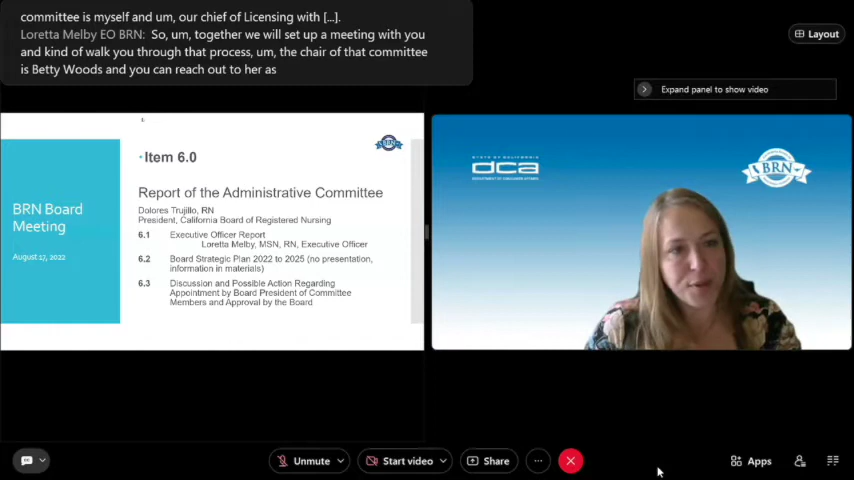 committee is myself and um, our chief of Licensing with [...].
Loretta Melby EO BRN: So, um, together we will set up a meeting with you
and kind of walk you through that process, um, the chair of that committee
is Betty Woods and you can reach out to her as
Layout
Expand panel to show video
BRN Board
Meeting
August 17, 2022
BRN
• Item 6.0
Report of the Administrative Committee
Dolores Trujillo, RN
President, California Board of Registered Nursing
6.1 Executive Officer Report
Loretta Melby, MSN, RN, Executive Officer
6.2 Board Strategic Plan 2022 to 2025 (no presentation,
information in materials)
6.3 Discussion and Possible Action Regarding
Appointment by Board President of Committee
Members and Approval by the Board
STATE OF CALIFORNIA
dca
DEPARTMENT OF CONSUMER AFFAIRS
BRN
Unmute
Start video
Share
Apps